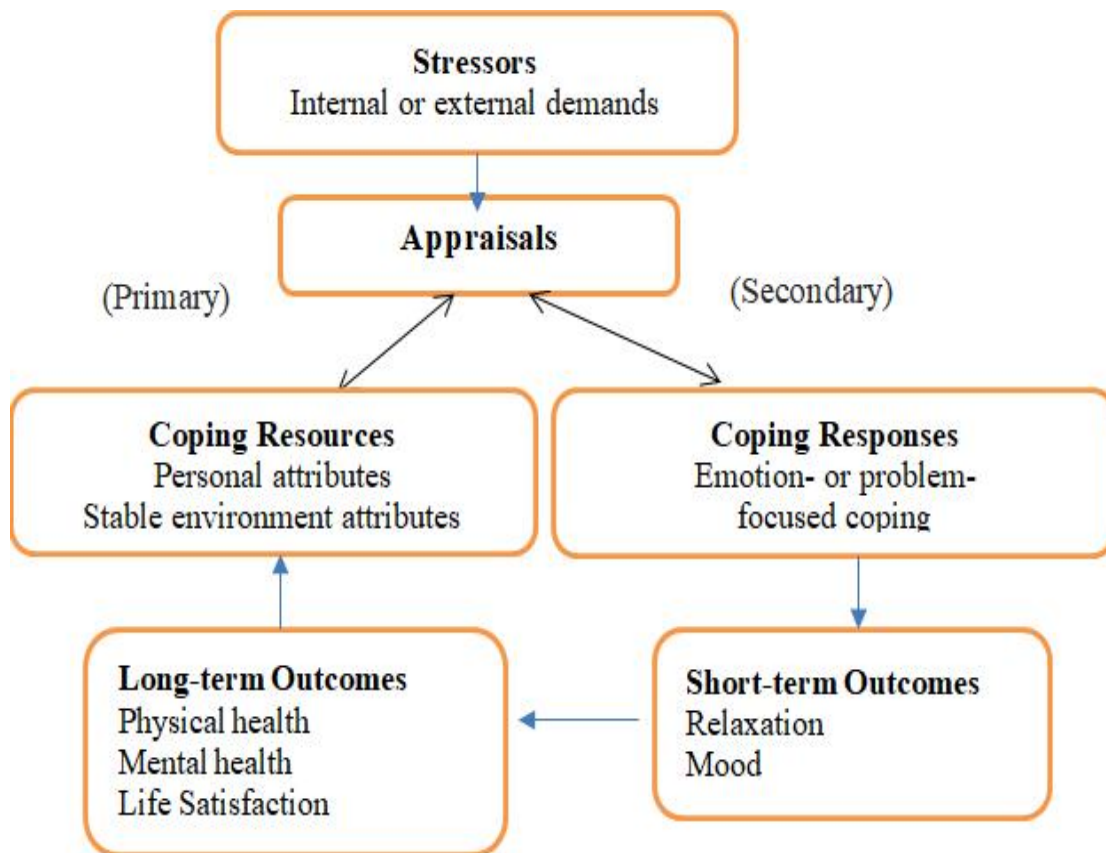 Stressors
Internal or external demands
Appraisals
(Primary)
(Secondary)
Coping Resources
Personal attributes
Stable environment attributes
Coping Responses
Emotion- or problem-
focused coping
Long-term Outcomes
Physical health
Mental health
Life Satisfaction
Short-term Outcomes
Relaxation
Mood